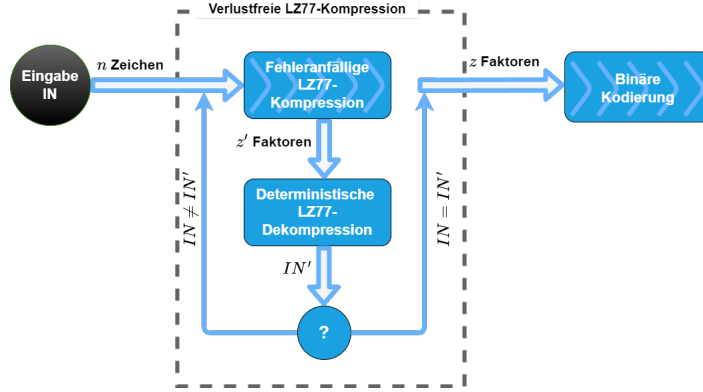 Verlustfreie LZ77-Kompression
Eingabe
IN
n Zeichen
Fehleranfällige
LZ77-
Kompression
z Faktoren
Binäre
Kodierung
z′ Faktoren
IN ≠ IN′
Deterministische
LZ77-
Dekompression
IN = IN′
IN′
?